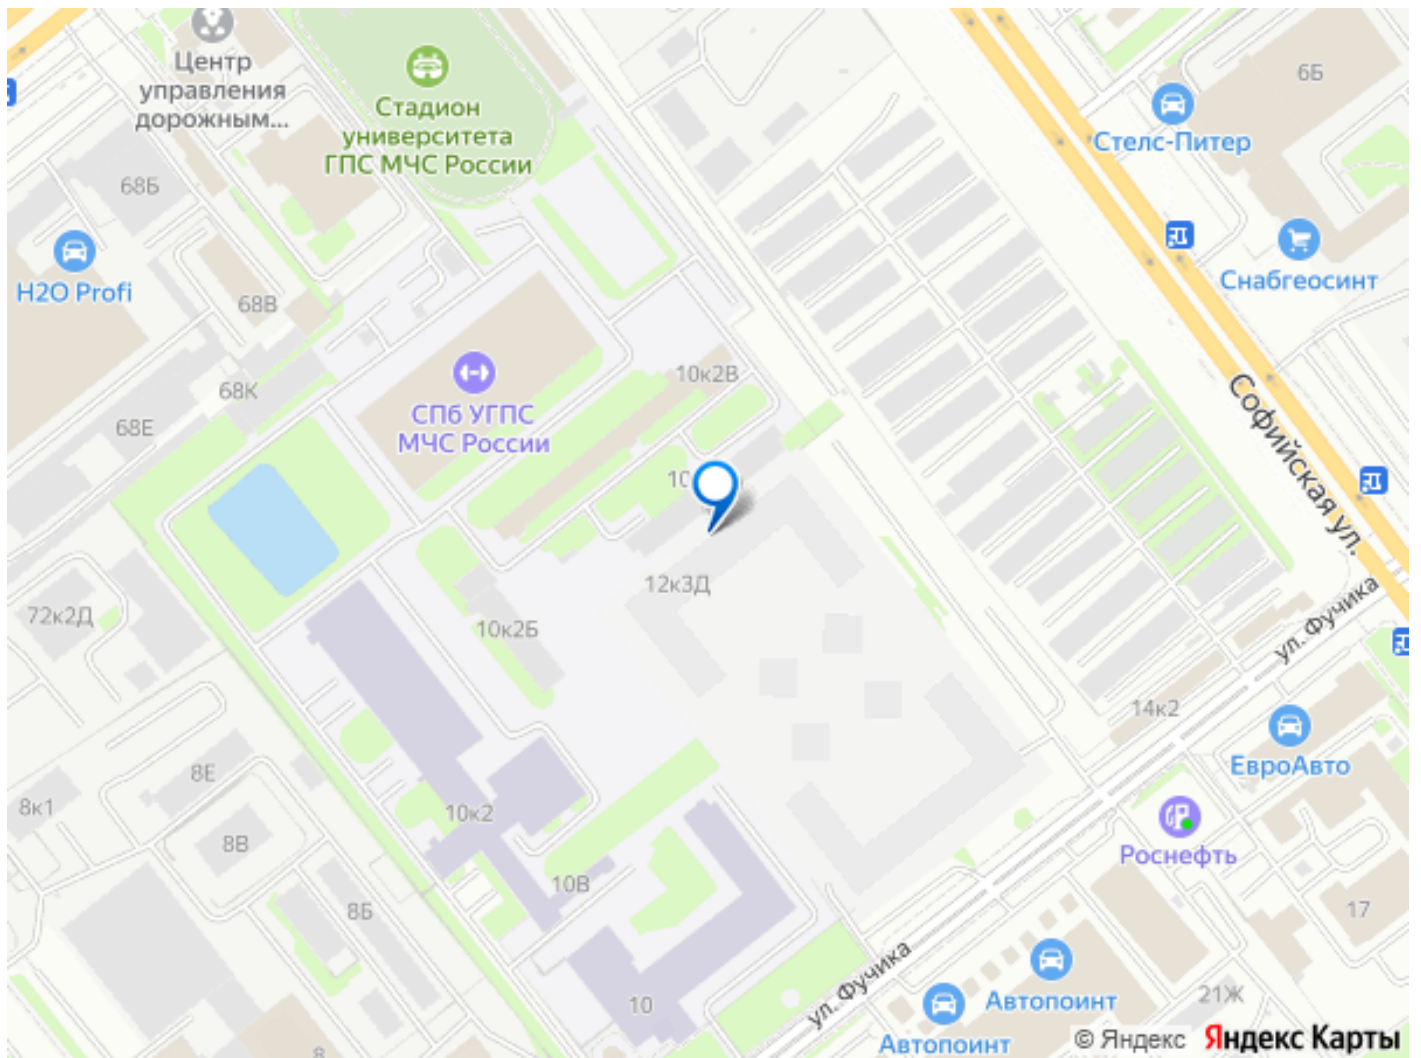 Центр
управления
дорожным...
Стадион
университета
ГПС МЧС России
6Б
Стелс-Питер
68Б
H2O Profi
68В
Снабгеосинт
СПб УГПС
МЧС России
10к2В
68К
68Е
Софийская ул.
12к3Д
10к2Б
72к2Д
ул. Фучика
14к2
ЕвроАвто
8Е
8к1
10к2
8В
Роснефть
10В
8Б
17
ул. Фучика
10
Автопоинт
21Ж
Автопоинт
8
© Яндекс Яндекс Карты